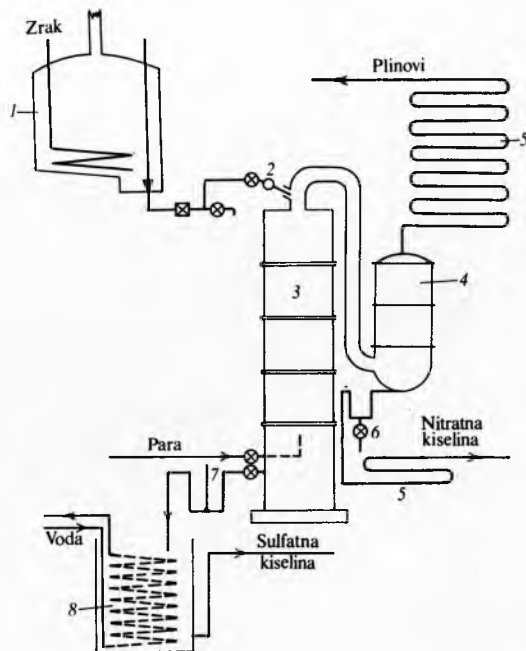 Zrak
Plinovi
1
5
2
3
4
Nitratna
kiselina
6
Para
7
5
Voda
Sulfatna
kiselina
8